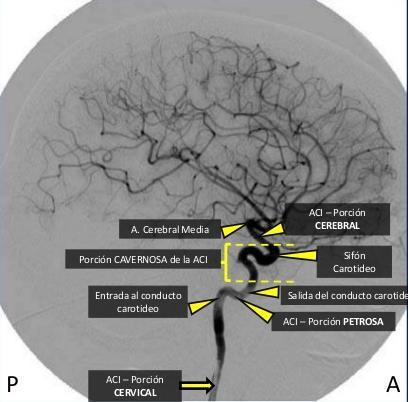 ACI – Porción
CEREBRAL
A. Cerebral Media
Porción CAVERNOSA de la ACI
Sifón
Carotideo
Entrada al conducto
carotideo
Salida del conducto carotide
ACI – Porción PETROSA
P
A
ACI – Porción
CERVICAL